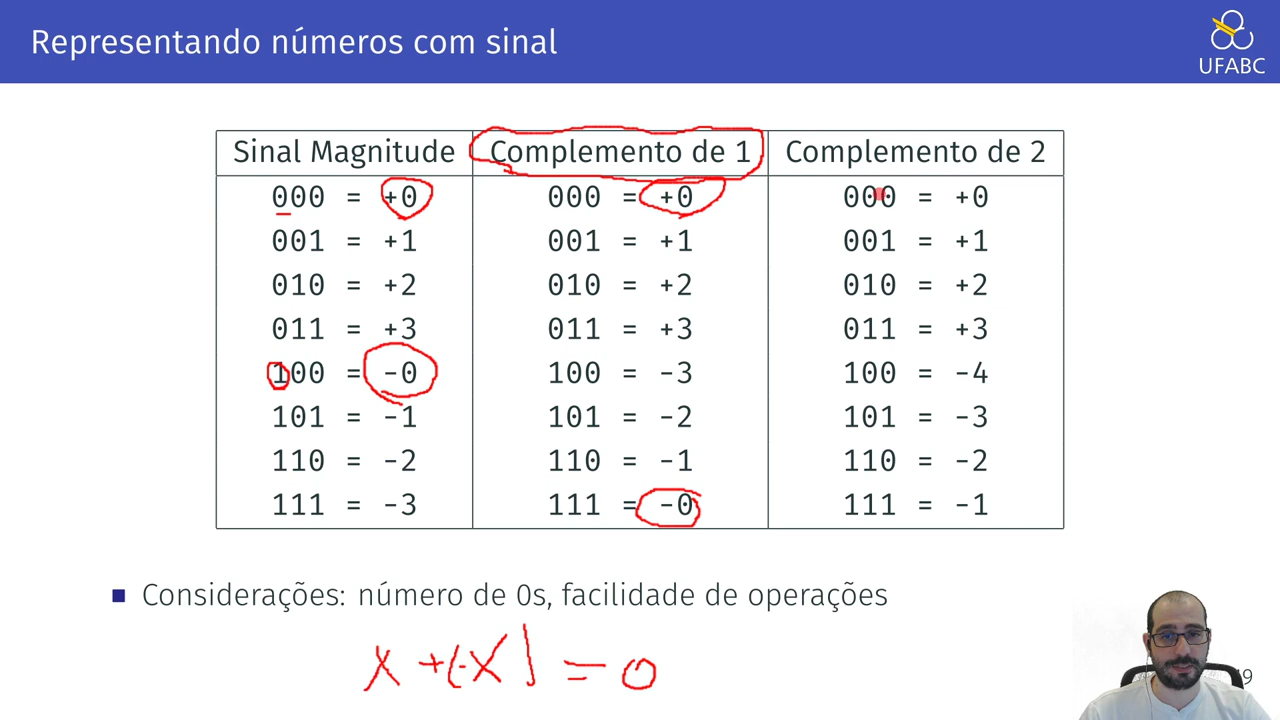 Representando números com sinal
UFABC
Sinal Magnitude Complemento de 1 Complemento de 2
000 = +0 000 = +0 000 = +0
001 = +1 001 = +1 001 = +1
010 = +2 010 = +2 010 = +2
011 = +3 011 = +3 011 = +3
100 = -0 100 = -3 100 = -4
101 = -1 101 = -2 101 = -3
110 = -2 110 = -1 110 = -2
111 = -3 111 = -0 111 = -1
Considerações: número de 0s, facilidade de operações
X + (-X) = 0